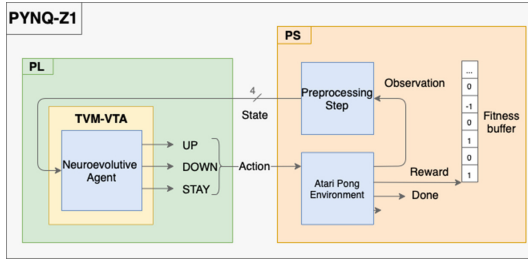 PYNQ-Z1
PL
PS
4
State
Preprocessing
Step
Observation
...
0
-1
0
1
0
1
Fitness
buffer
TVM-VTA
Neuroevolutive
Agent
UP
DOWN
STAY
Action
Atari Pong
Environment
Reward
Done